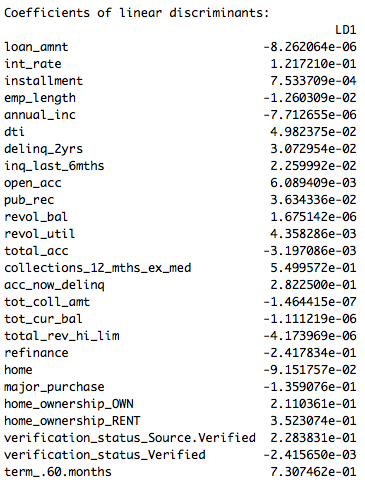 Coefficients of linear discriminants:
LD1
loan_amnt -8.262064e-06
int_rate 1.217210e-01
installment 7.533709e-04
emp_length -1.260309e-02
annual_inc -7.712655e-06
dti 4.982375e-02
delinq_2yrs 3.072954e-02
inq_last_6mths 2.259992e-02
open_acc 6.089409e-03
pub_rec 3.634336e-02
revol_bal 1.675142e-06
revol_util 4.358286e-03
total_acc -3.197086e-03
collections_12_mths_ex_med 5.499572e-01
acc_now_delinq 2.822500e-01
tot_coll_amt -1.464415e-07
tot_cur_bal -1.111219e-06
total_rev_hi_lim -4.173969e-06
refinance -2.417834e-01
home -9.151757e-02
major_purchase -1.359076e-01
home_ownership_OWN 2.110361e-01
home_ownership_RENT 3.523074e-01
verification_status_Source.Verified 2.283831e-01
verification_status_Verified -2.415650e-03
term_.60.months 7.307462e-01